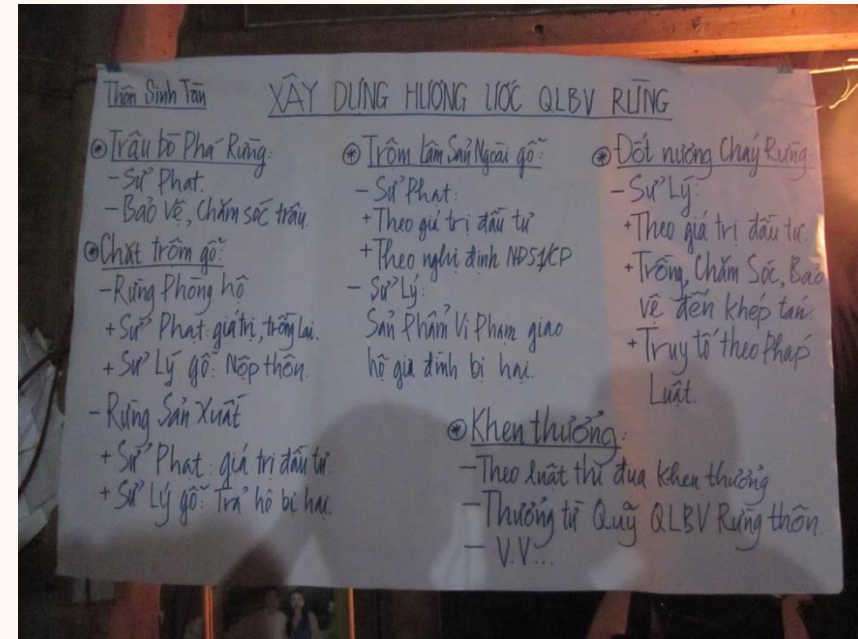 Thôn Sinh Tân
XÂY DỰNG HƯƠNG ƯỚC QLBV RỪNG
* Trâu bò Phá Rừng:
- Sử Phạt.
- Bảo Vệ, Chăm sóc trâu.
* Chặt trộm gỗ:
- Rừng Phòng hộ
+ Sử Phạt: giá trị, trồng lại.
+ Sử Lý gỗ: Nộp thôn.
- Rừng Sản Xuất
+ Sử Phạt: giá trị đầu tư.
+ Sử Lý gỗ: Trả hộ bị hại.
* Trộm Lâm Sản Ngoài gỗ:
- Sử Phạt:
+ Theo giá trị đầu tư
+ Theo nghị định NĐ51/CP
- Sử Lý:
Sản Phẩm Vi Phạm giao
hộ gia đình bị hại.
* Đốt nương Cháy Rừng:
- Sử Lý:
+ Theo giá trị đầu tư.
+ Trồng, Chăm Sóc, Bảo
vệ đến khép tán.
+ Truy tố theo Pháp
Luật.
* Khen thưởng:
- Theo luật thi đua Khen thưởng
- Thưởng từ Quỹ QLBV Rừng thôn.
- V.V...